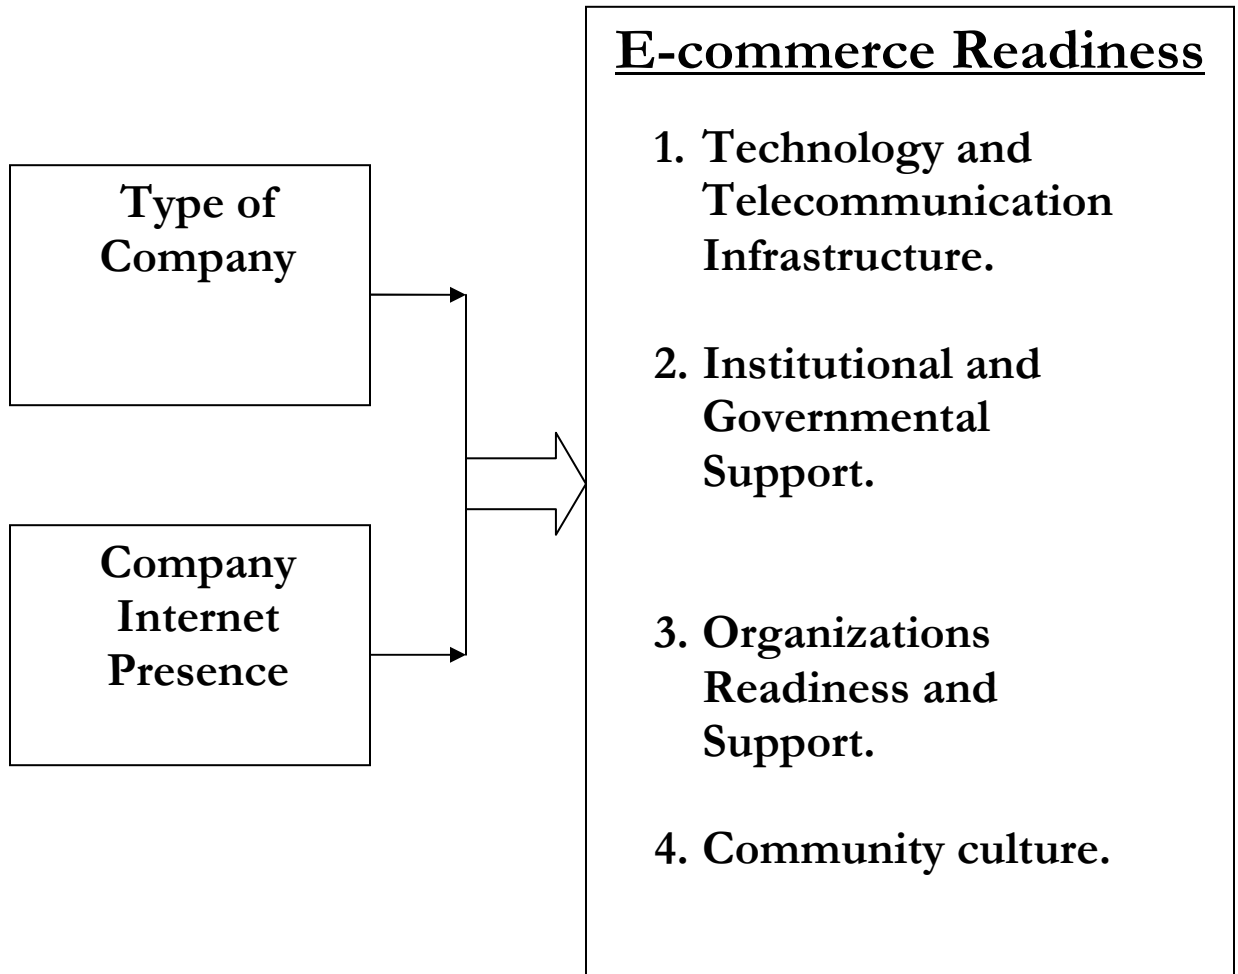 E-commerce Readiness
1. Technology and
Telecommunication
Infrastructure.
2. Institutional and
Governmental
Support.
3. Organizations
Readiness and
Support.
4. Community culture.
Type of
Company
Company
Internet
Presence